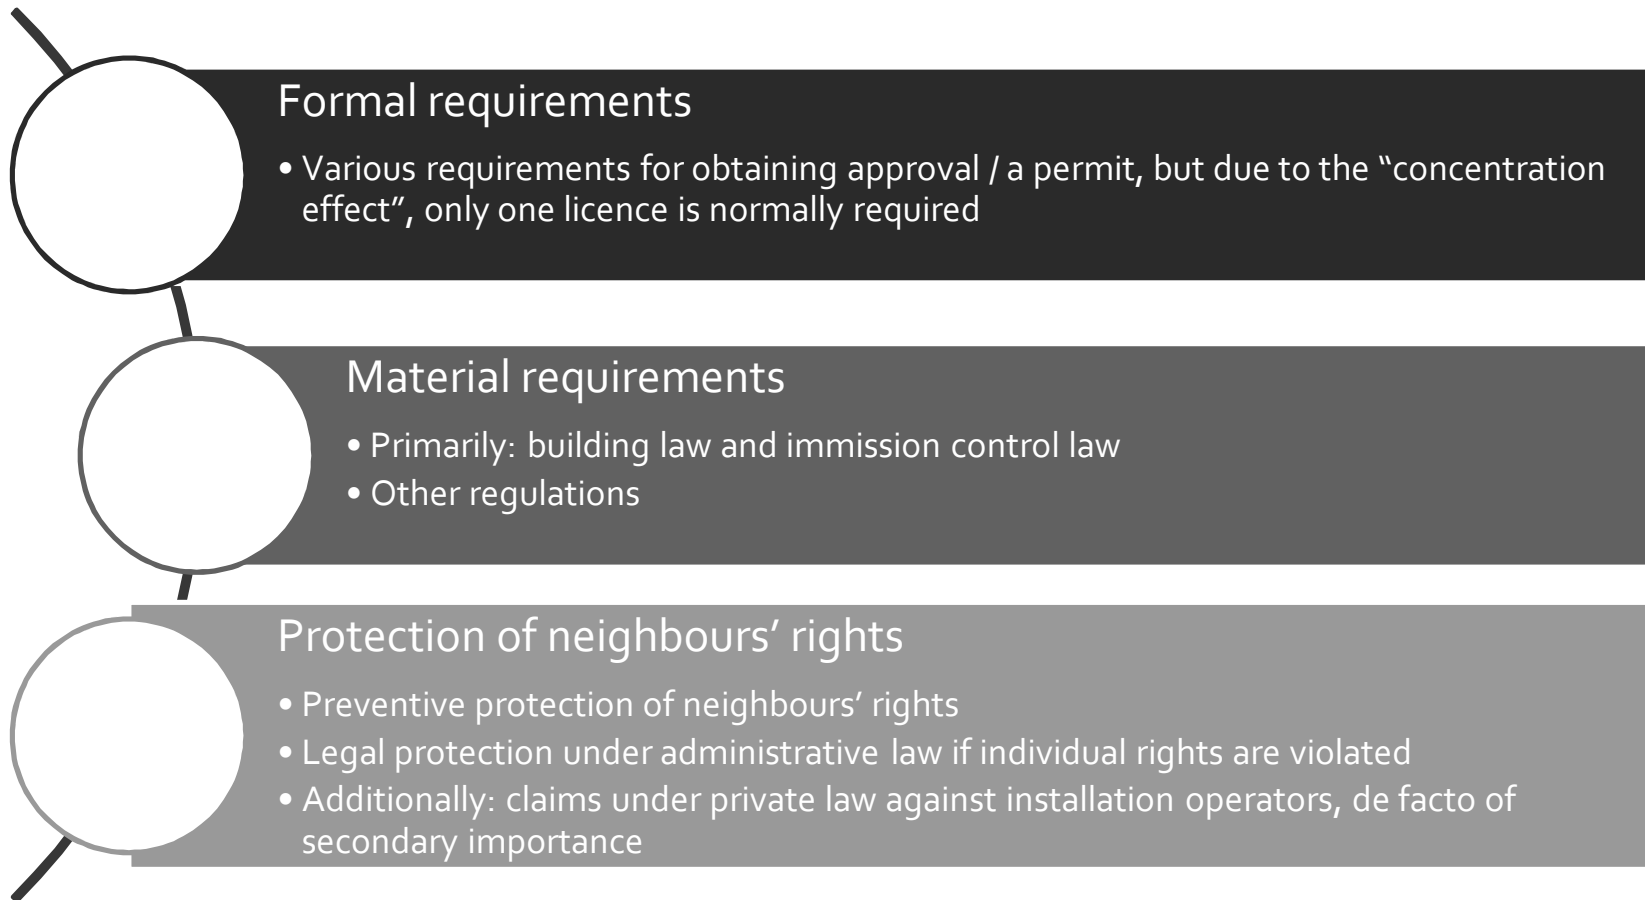 Formal requirements
• Various requirements for obtaining approval / a permit, but due to the “concentration
effect”, only one licence is normally required
Material requirements
• Primarily: building law and immission control law
• Other regulations
Protection of neighbours’ rights
• Preventive protection of neighbours’ rights
• Legal protection under administrative law if individual rights are violated
• Additionally: claims under private law against installation operators, de facto of
secondary importance